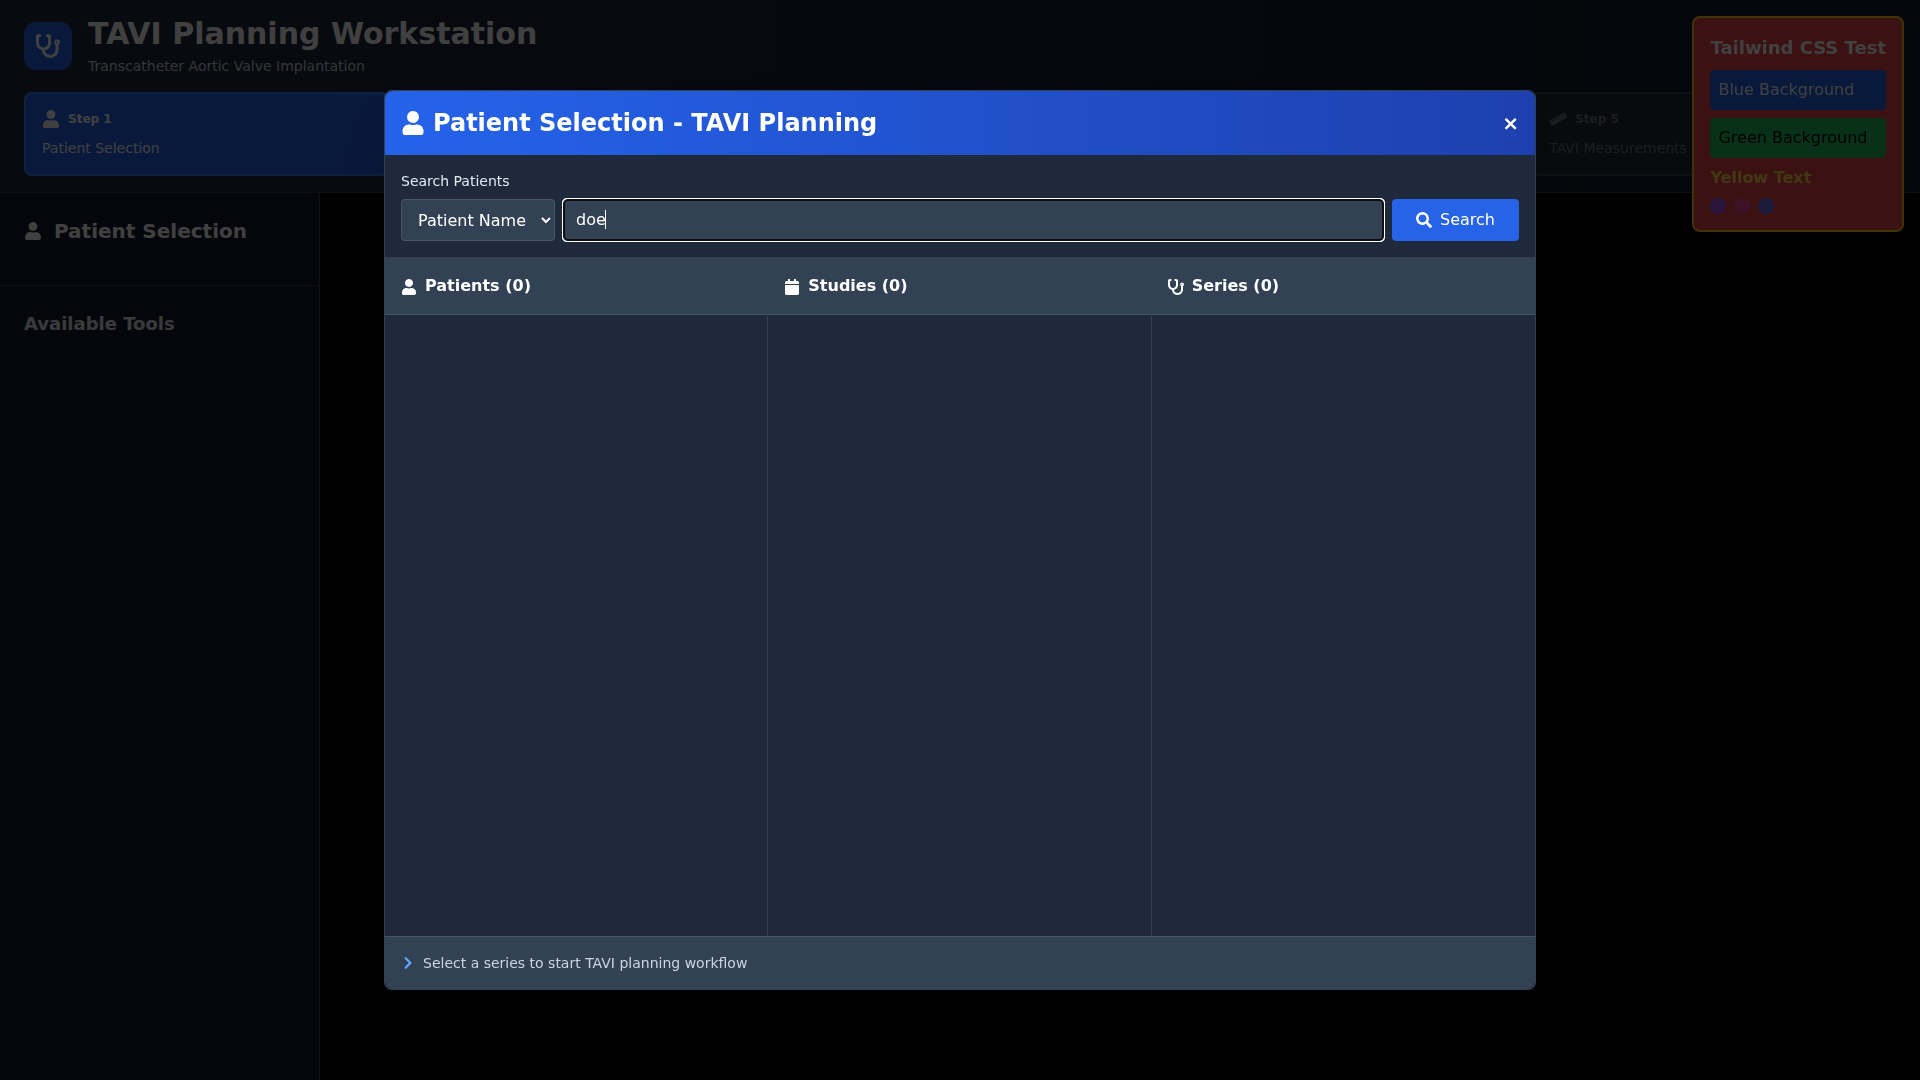 TAVI Planning Workstation
Transcatheter Aortic Valve Implantation
Step 1
Patient Selection
Step 5
TAVI Measurements
Tailwind CSS Test
Blue Background
Green Background
Yellow Text
Patient Selection
Available Tools
Patient Selection - TAVI Planning
×
Search Patients
Patient Name
doe
Search
Patients (0)
Studies (0)
Series (0)
Select a series to start TAVI planning workflow